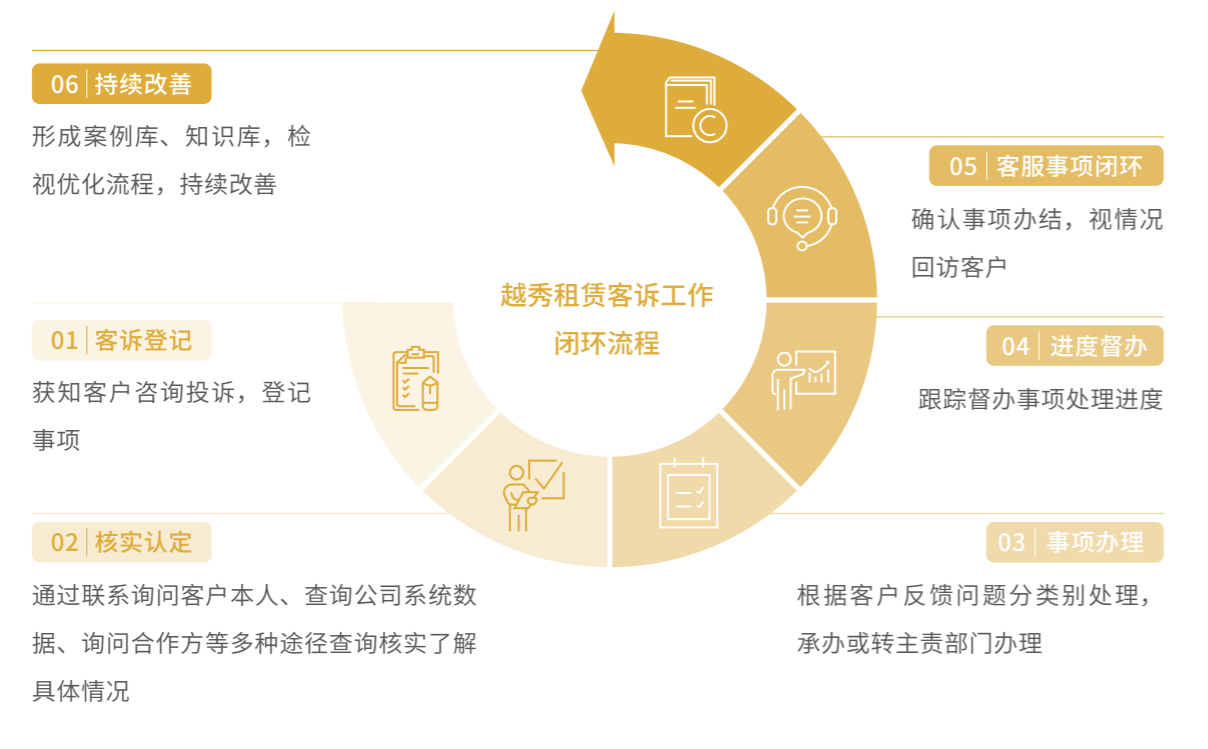 06 持续改善
形成案例库、知识库，检
视优化流程，持续改善
05 客服事项闭环
确认事项办结，视情况
回访客户
越秀租赁客诉工作
闭环流程
01 客诉登记
获知客户咨询投诉，登记
事项
04 进度督办
跟踪督办事项处理进度
02 核实认定
通过联系询问客户本人、查询公司系统数
据、询问合作方等多种途径查询核实了解
具体情况
03 事项办理
根据客户反馈问题分类别处理，
承办或转主责部门办理